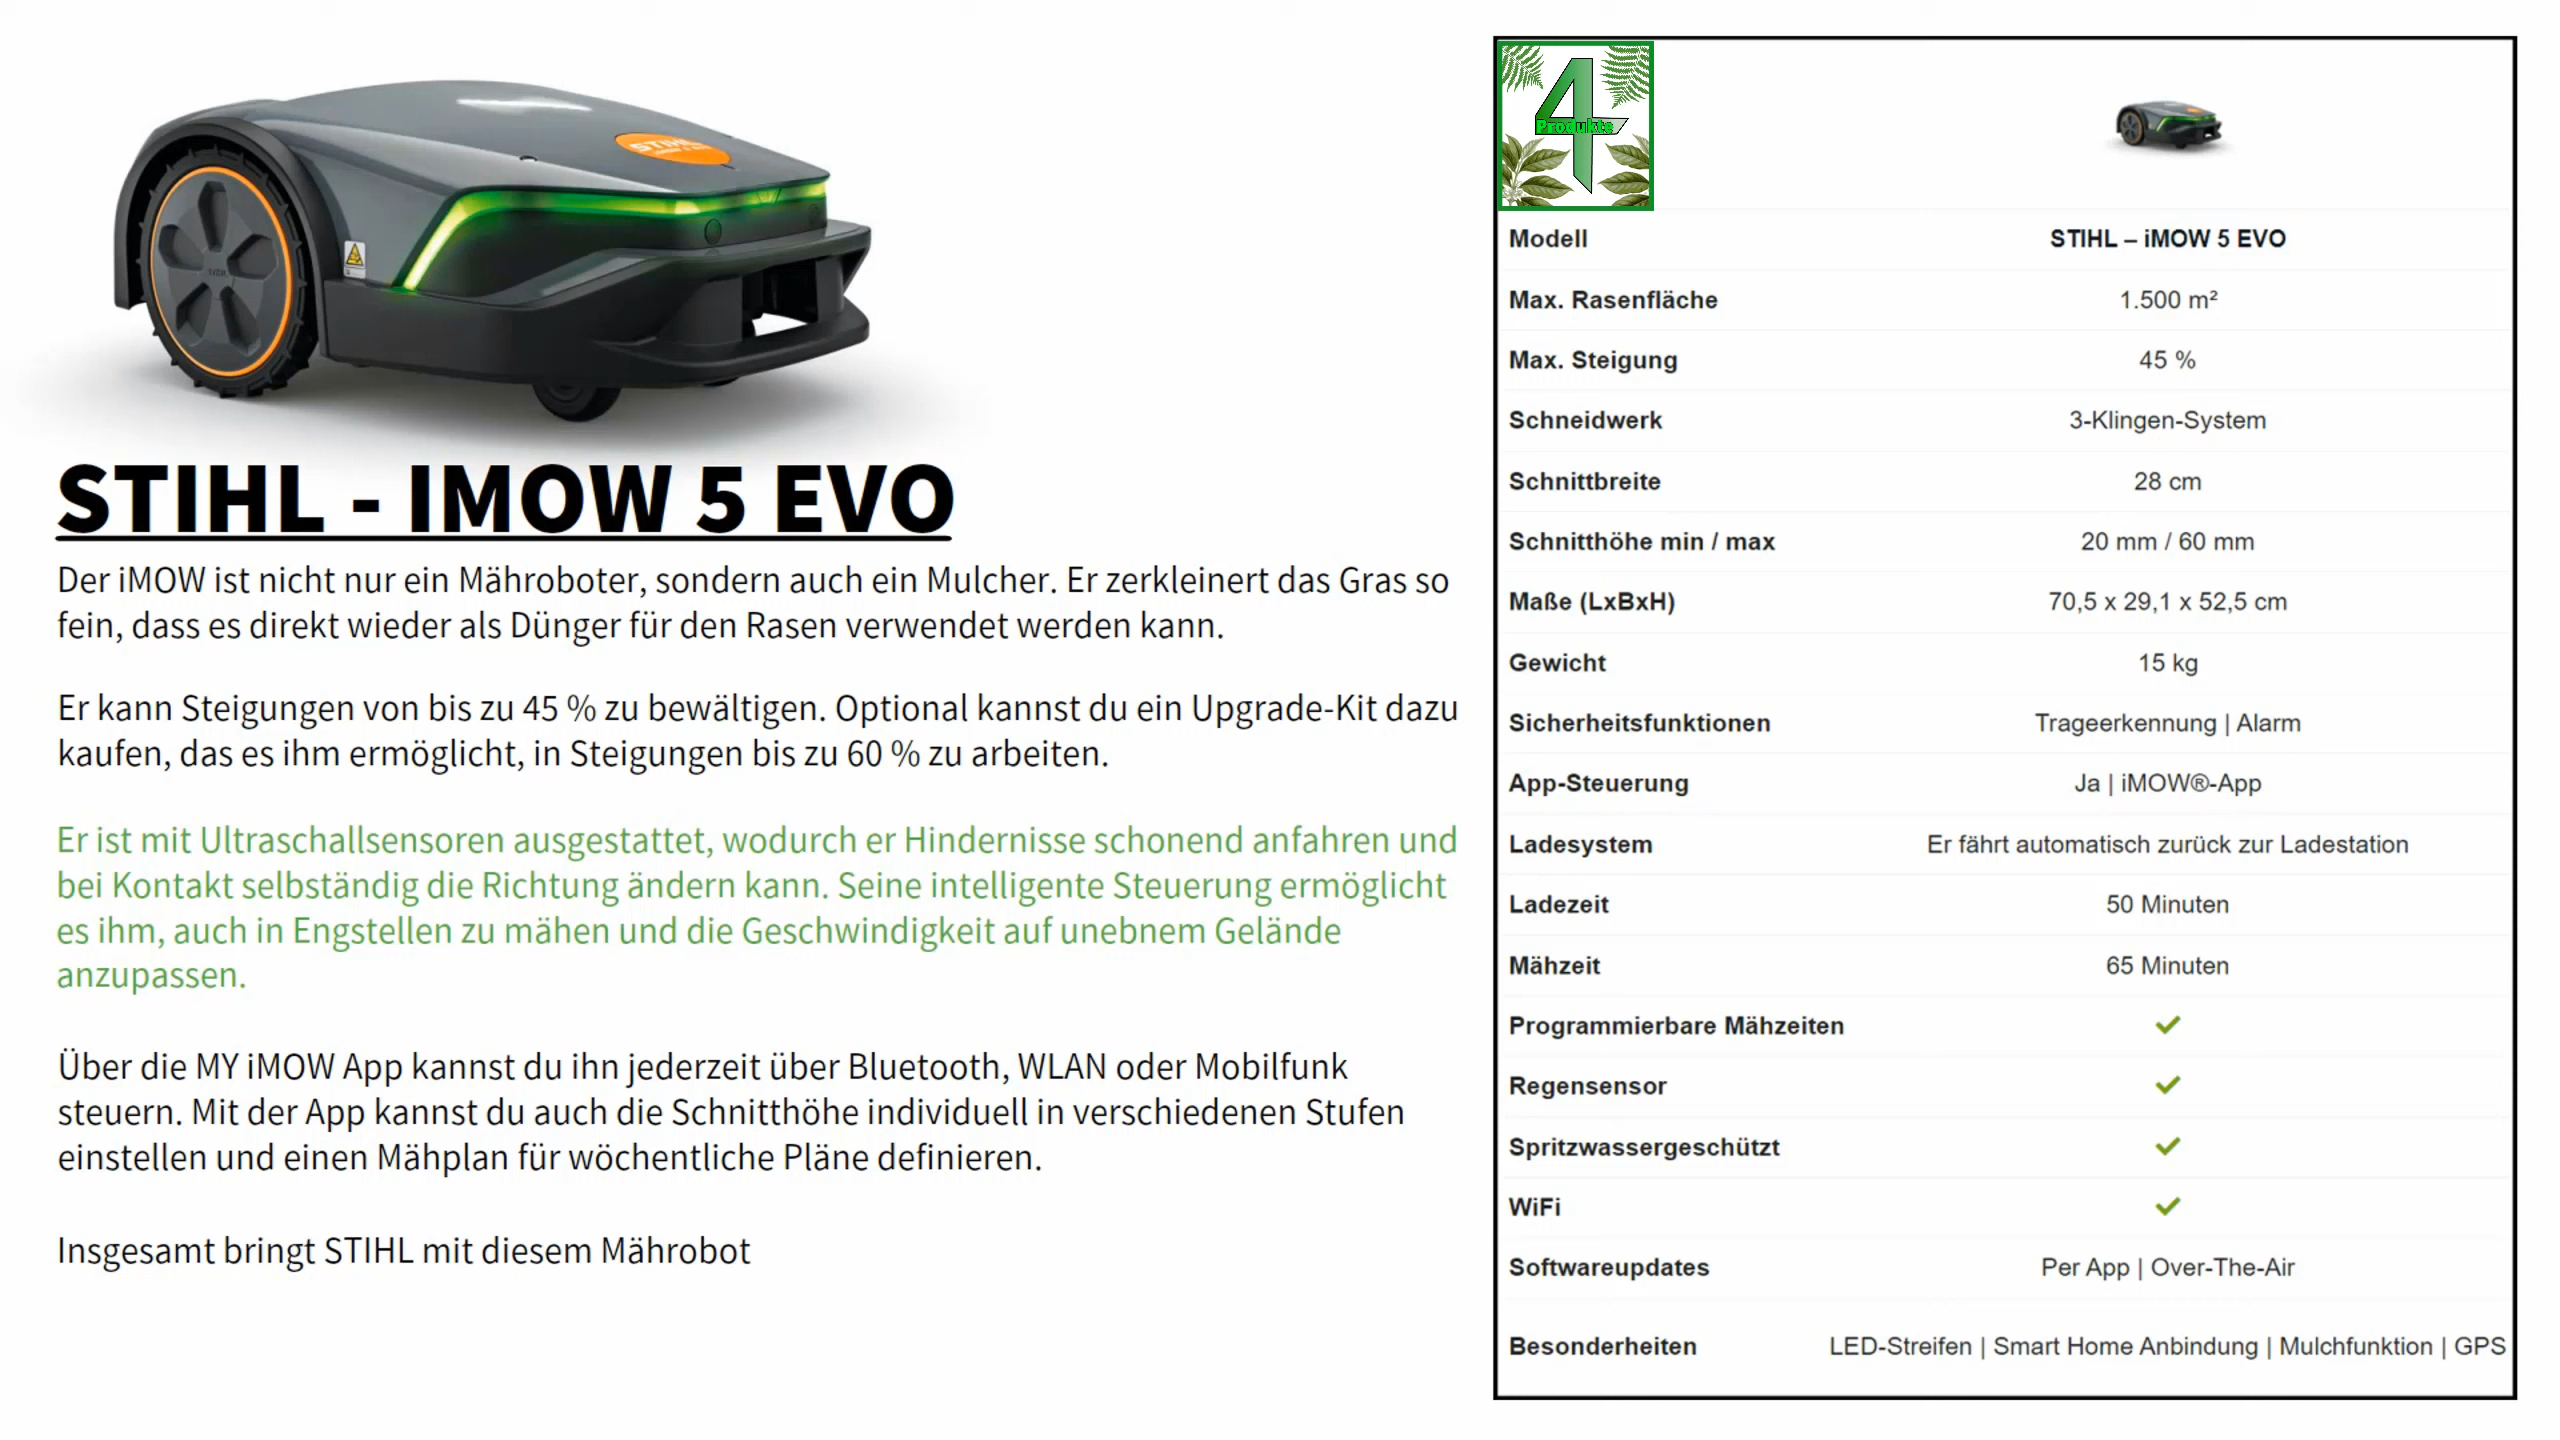 STIHL
STIHL - IMOW 5 EVO
Der iMOW ist nicht nur ein Mähroboter, sondern auch ein Mulcher. Er zerkleinert das Gras so
fein, dass es direkt wieder als Dünger für den Rasen verwendet werden kann.
Er kann Steigungen von bis zu 45 % zu bewältigen. Optional kannst du ein Upgrade-Kit dazu
kaufen, das es ihm ermöglicht, in Steigungen bis zu 60 % zu arbeiten.
Er ist mit Ultraschallsensoren ausgestattet, wodurch er Hindernisse schonend anfahren und
bei Kontakt selbständig die Richtung ändern kann. Seine intelligente Steuerung ermöglicht
es ihm, auch in Engstellen zu mähen und die Geschwindigkeit auf unebnem Gelände
anzupassen.
Über die MY iMOW App kannst du ihn jederzeit über Bluetooth, WLAN oder Mobilfunk
steuern. Mit der App kannst du auch die Schnitthöhe individuell in verschiedenen Stufen
einstellen und einen Mähplan für wöchentliche Pläne definieren.
Insgesamt bringt STIHL mit diesem Mährobot
4
Produkte
Modell STIHL – iMOW 5 EVO
Max. Rasenfläche 1.500 m²
Max. Steigung 45 %
Schneidwerk 3-Klingen-System
Schnittbreite 28 cm
Schnitthöhe min / max 20 mm / 60 mm
Maße (LxBxH) 70,5 x 29,1 x 52,5 cm
Gewicht 15 kg
Sicherheitsfunktionen Trageerkennung | Alarm
App-Steuerung Ja | iMOW®-App
Ladesystem Er fährt automatisch zurück zur Ladestation
Ladezeit 50 Minuten
Mähzeit 65 Minuten
Programmierbare Mähzeiten
Regensensor
Spritzwassergeschützt
WiFi
Softwareupdates Per App | Over-The-Air
Besonderheiten LED-Streifen | Smart Home Anbindung | Mulchfunktion | GPS